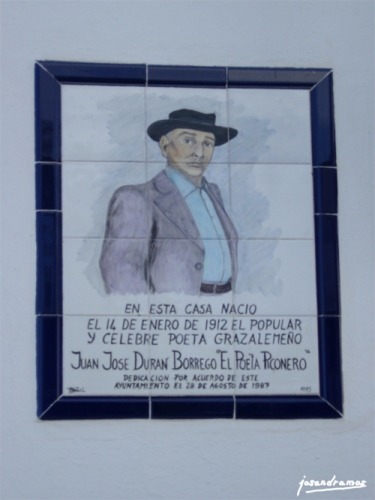 EN ESTA CASA NACIO
EL 14 DE ENERO DE 1912 EL POPULAR
Y CELEBRE POETA GRAZALEMEÑO
JUAN JOSE DURAN BORREGO "EL POETA PICONERO"
DEDICACION POR ACUERDO DE ESTE
AYUNTAMIENTO EL 28 DE AGOSTO DE 1987
josandramos